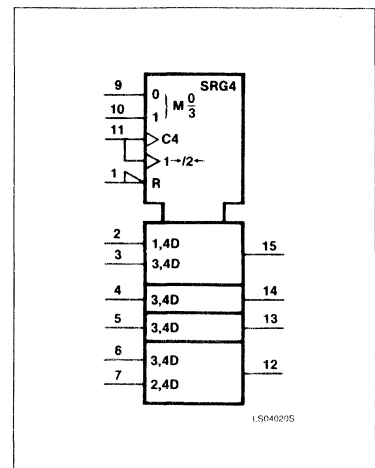 SRG4
9 0
10 1 } M 0/3
11 C4
1→/2←
1 R
2 1,4D 15
3 3,4D
4 3,4D 14
5 3,4D 13
6 3,4D 12
7 2,4D
LS04020S